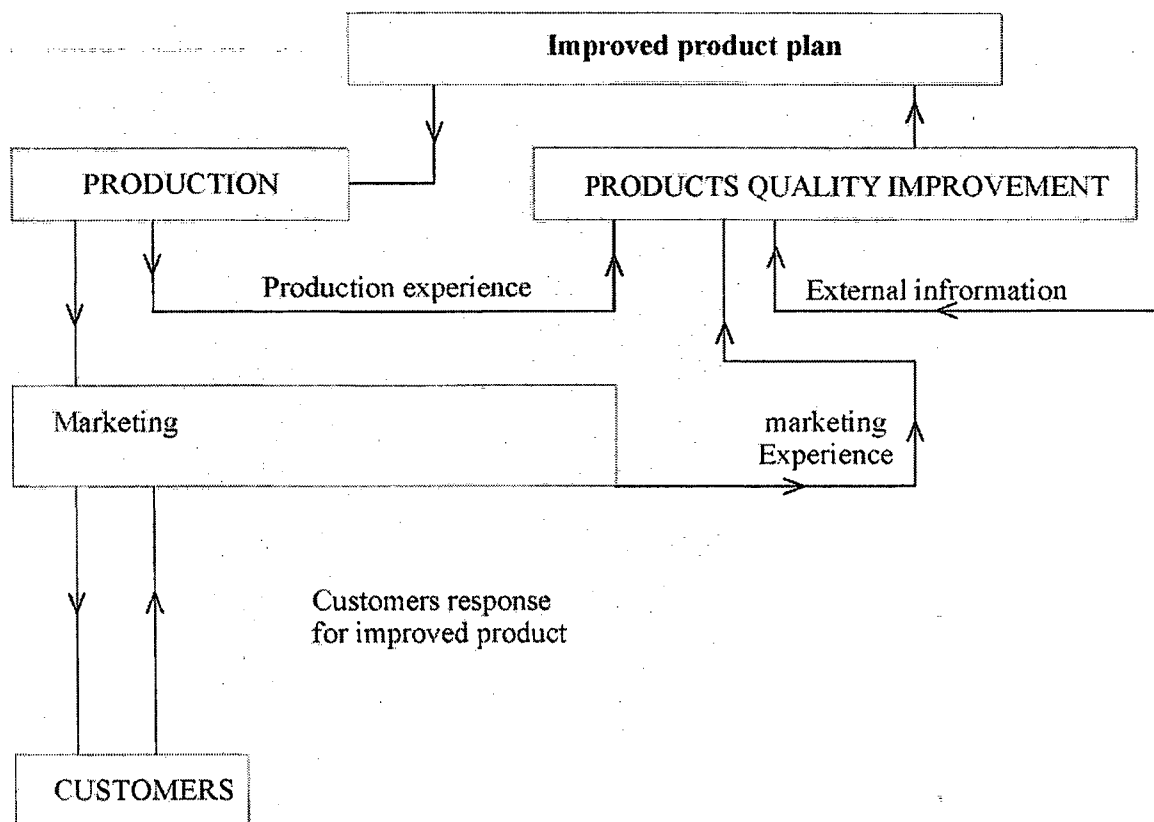 Improved product plan
PRODUCTION
PRODUCTS QUALITY IMPROVEMENT
Production experience
External infrormation
Marketing
marketing
Experience
Customers response
for improved product
CUSTOMERS